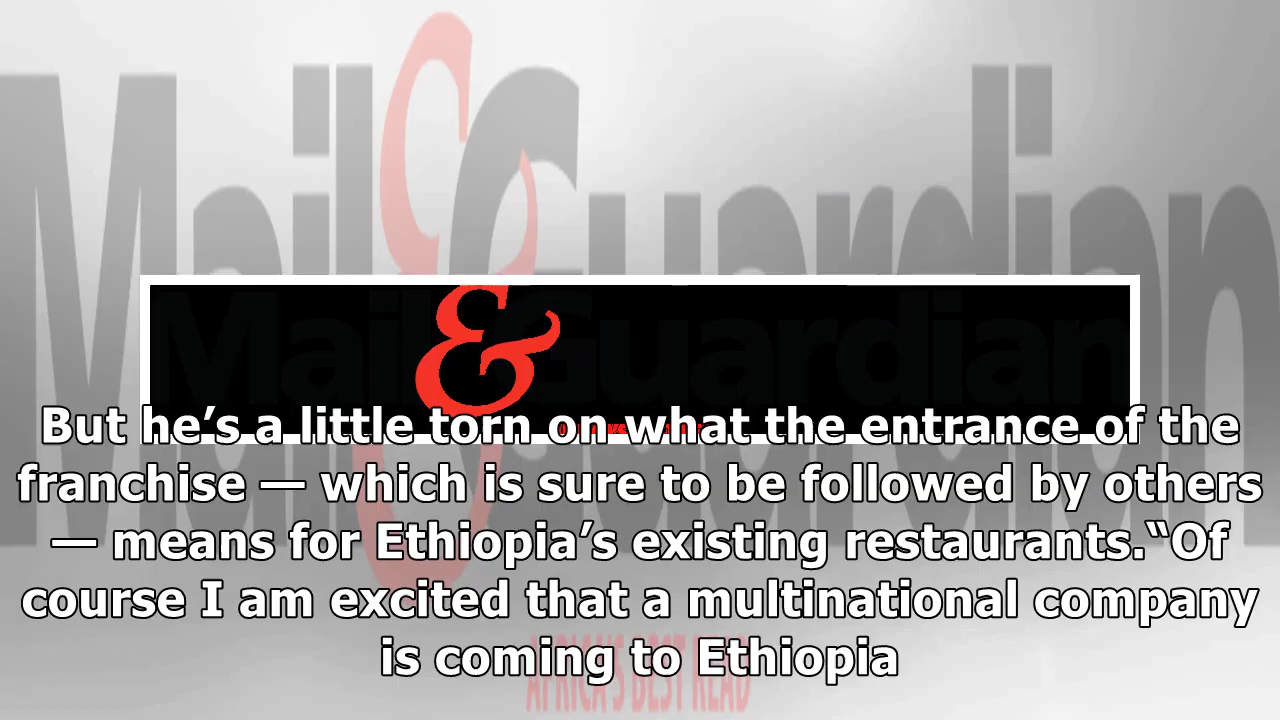 Mail & Guardian
Mail & Guardian
But he’s a little torn on what the entrance of the
franchise — which is sure to be followed by others
— means for Ethiopia’s existing restaurants.“Of
course I am excited that a multinational company
is coming to Ethiopia
AFRICA'S BEST READ